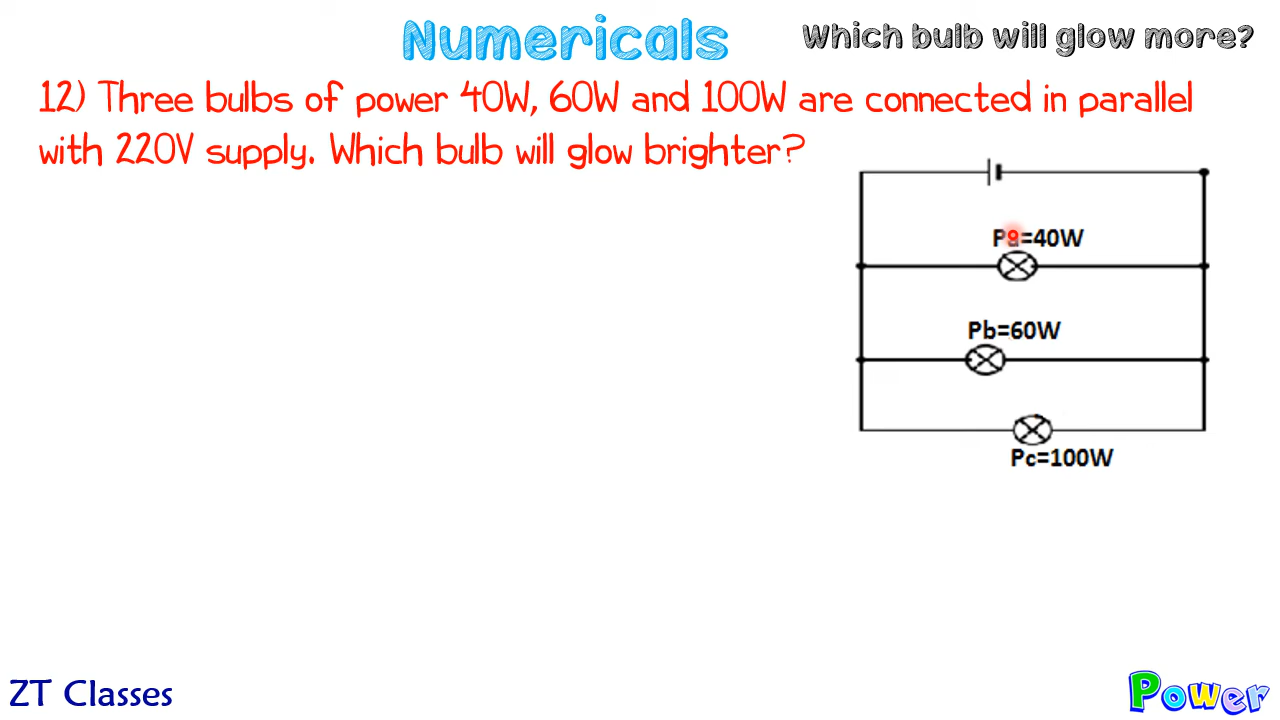 Numericals
Which bulb will glow more?
12) Three bulbs of power 40W, 60W and 100W are connected in parallel
with 220V supply. Which bulb will glow brighter?
Pa=40W
Pb=60W
Pc=100W
ZT Classes
Power